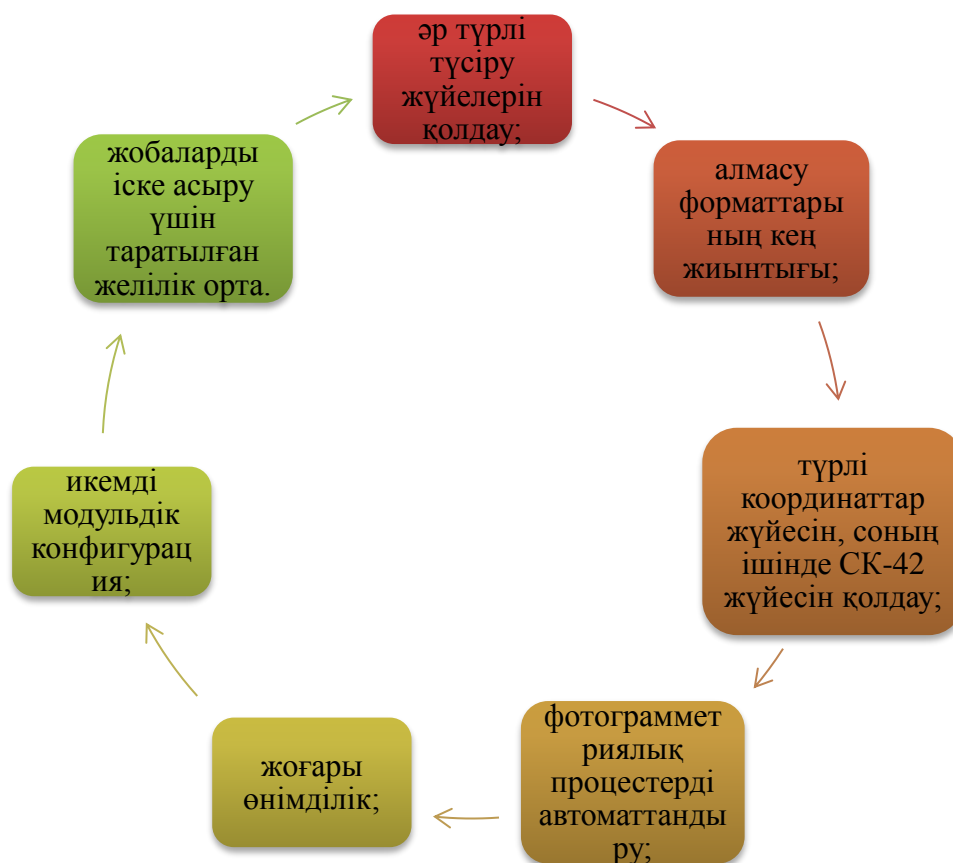 әр түрлі
түсіру
жүйелерін
қолдау;
алмасу
форматтары
ның кең
жиынтығы;
түрлі
координаттар
жүйесін, соның
ішінде СК-42
жүйесін қолдау;
фотограммет
риялық
процестерді
автоматтанды
ру;
жоғары
өнімділік;
икемді
модульдік
конфигурац
ия;
жобаларды
іске асыру
үшін
таратылған
желілік орта.